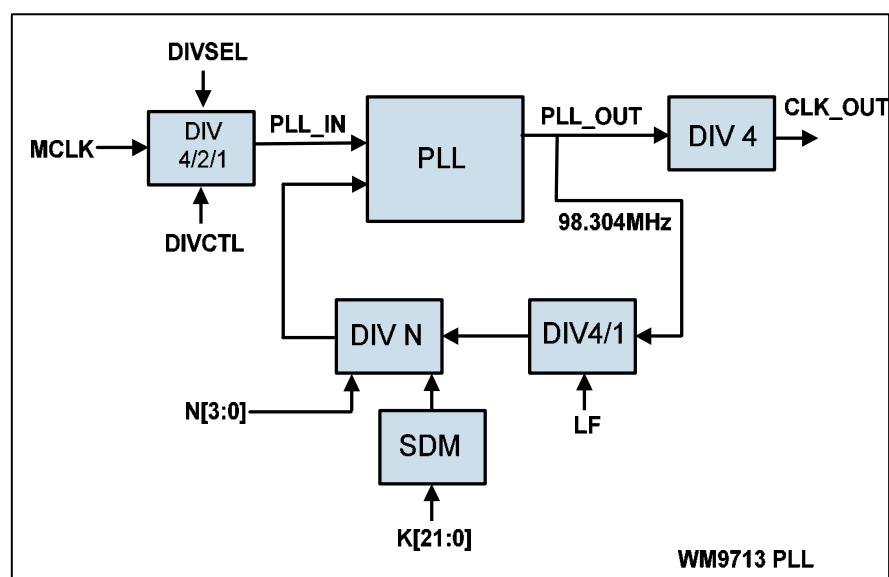 DIVSEL
MCLK
DIV
4/2/1
DIVCTL
PLL_IN
PLL
PLL_OUT
DIV 4
CLK_OUT
98.304MHz
DIV N
DIV4/1
N[3:0]
LF
SDM
K[21:0]
WM9713 PLL